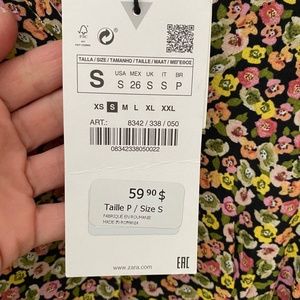 FSC
TALLA / SIZE / TAMANHO / TAILLE / MAAT / ΜΕΓΕΘΟΣ
S
USA MEX UK IT BR
S 26 S S P
XS S M L XL XXL
ART.: 8342 / 338 / 050
08342338050022
59 90 $
Taille P / Size S
FABRIQUÉ EN ROUMANIE
MADE IN ROMANIA
www.zara.com
EAC